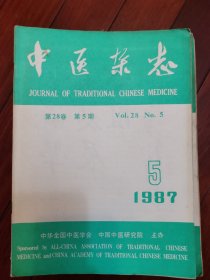 中医杂志
JOURNAL OF TRADITIONAL CHINESE MEDICINE
第28卷 第5期 Vol.28 No.5
5
1987
中华全国中医学会 中国中医研究院 主办
Sponsored by ALL-CHINA ASSOCIATION OF TRADITIONAL CHINESE
MEDICINE and CHINA ACADEMY OF TRADITIONAL CHINESE MEDICINE